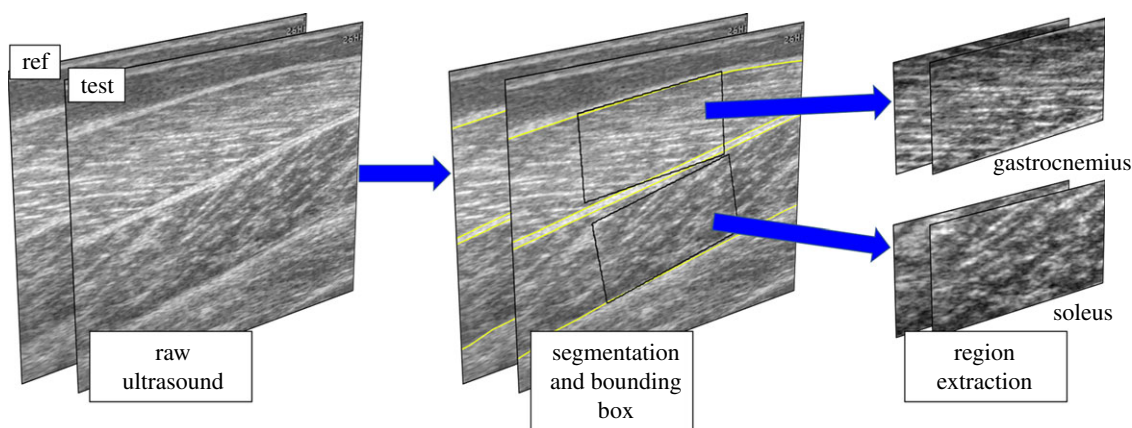 ref
test
raw
ultrasound
segmentation
and bounding
box
gastrocnemius
soleus
region
extraction